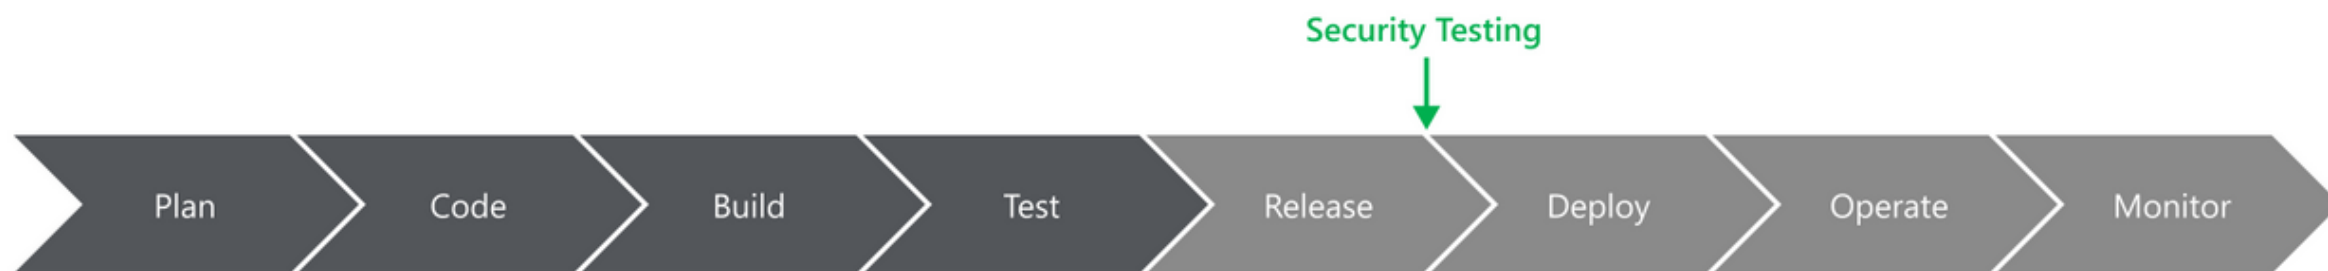 Security Testing
Plan Code Build Test Release Deploy Operate Monitor